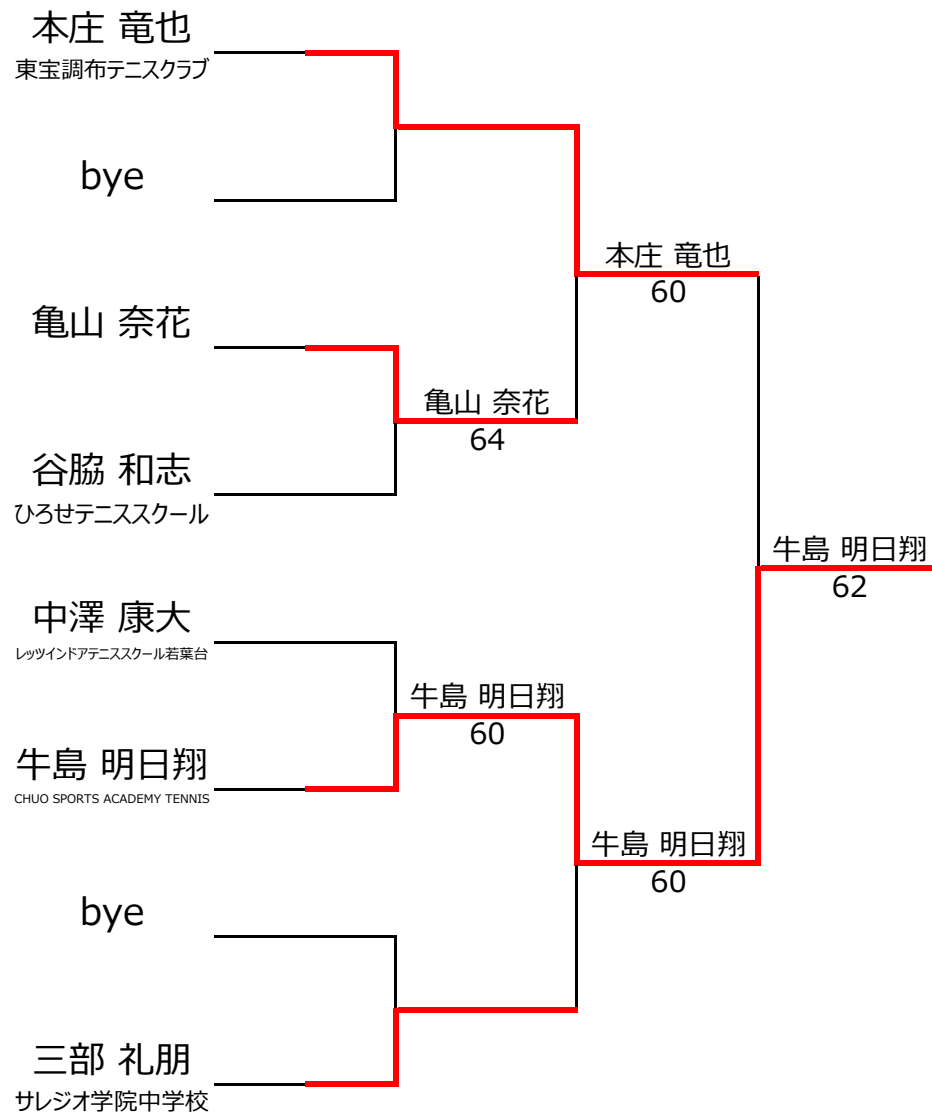 本庄 竜也
東宝調布テニスクラブ
bye
亀山 奈花
谷脇 和志
ひろせテニススクール
中澤 康大
レッツインドアテニススクール若葉台
牛島 明日翔
CHUO SPORTS ACADEMY TENNIS
bye
三部 礼朋
サレジオ学院中学校
亀山 奈花
64
牛島 明日翔
60
本庄 竜也
60
牛島 明日翔
60
牛島 明日翔
62